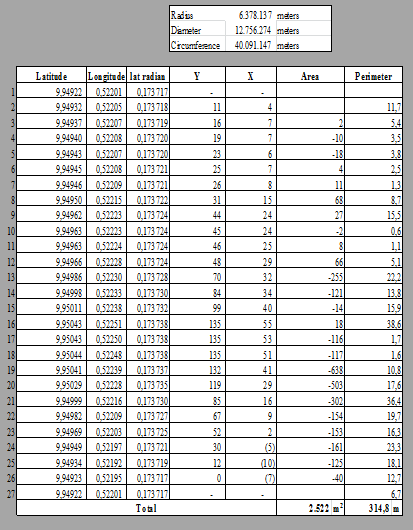 Radius 6.378.137 meters
Diameter 12.756.274 meters
Circumference 40.091.147 meters
Latitude Longitude lat radian Y X Area Perimeter
1 9,94922 0,52201 0,173717 - -
2 9,94932 0,52205 0,173718 11 4 11,7
3 9,94937 0,52207 0,173719 16 7 2 5,4
4 9,94940 0,52208 0,173720 19 7 -10 3,5
5 9,94943 0,52207 0,173720 23 6 -18 3,8
6 9,94945 0,52208 0,173721 25 7 4 2,5
7 9,94946 0,52209 0,173721 26 8 11 1,3
8 9,94950 0,52215 0,173722 31 15 68 8,7
9 9,94962 0,52223 0,173724 44 24 27 15,5
10 9,94963 0,52223 0,173724 45 24 -2 0,6
11 9,94963 0,52224 0,173724 46 25 8 1,1
12 9,94966 0,52228 0,173724 48 29 66 5,1
13 9,94986 0,52230 0,173728 70 32 -255 22,2
14 9,94998 0,52233 0,173730 84 34 -121 13,8
15 9,95011 0,52238 0,173732 99 40 -14 15,9
16 9,95043 0,52251 0,173738 135 55 18 38,6
17 9,95043 0,52250 0,173738 135 53 -116 1,7
18 9,95044 0,52248 0,173738 135 51 -117 1,6
19 9,95041 0,52239 0,173737 132 41 -638 10,8
20 9,95029 0,52228 0,173735 119 29 -503 17,6
21 9,94999 0,52216 0,173730 85 16 -302 36,4
22 9,94982 0,52209 0,173727 67 9 -154 19,7
23 9,94969 0,52203 0,173725 52 2 -153 16,3
24 9,94949 0,52197 0,173721 30 (5) -161 23,3
25 9,94934 0,52192 0,173719 12 (10) -125 18,1
26 9,94923 0,52195 0,173717 0 (7) -40 12,7
27 9,94922 0,52201 0,173717 - - 6,7
Total 2.522 m² 314,8 m